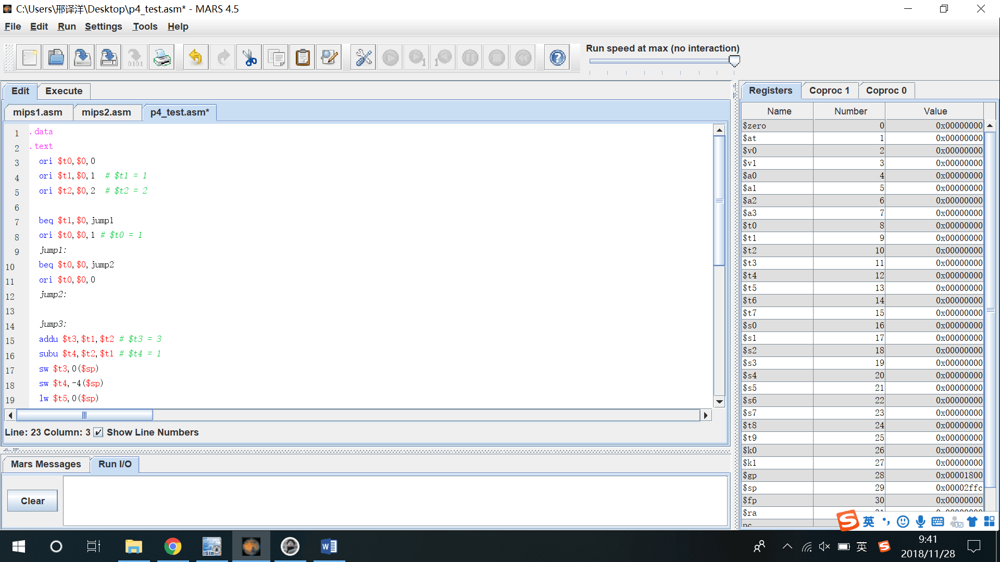 C:\Users\邢译洋\Desktop\p4_test.asm* - MARS 4.5
File Edit Run Settings Tools Help
Run speed at max (no interaction)
Edit Execute
mips1.asm mips2.asm p4_test.asm*
1 .data
2 .text
3 ori $t0,$0,0
4 ori $t1,$0,1 # $t1 = 1
5 ori $t2,$0,2 # $t2 = 2
6
7 beq $t1,$0,jump1
8 ori $t0,$0,1 # $t0 = 1
9 jump1:
10 beq $t0,$0,jump2
11 ori $t0,$0,0
12 jump2:
13
14 jump3:
15 addu $t3,$t1,$t2 # $t3 = 3
16 subu $t4,$t2,$t1 # $t4 = 1
17 sw $t3,0($sp)
18 sw $t4,-4($sp)
19 lw $t5,0($sp)
Line: 23 Column: 3 Show Line Numbers
Mars Messages Run I/O
Clear
Registers Coproc 1 Coproc 0
Name Number Value
$zero 0 0x00000000
$at 1 0x00000000
$v0 2 0x00000000
$v1 3 0x00000000
$a0 4 0x00000000
$a1 5 0x00000000
$a2 6 0x00000000
$a3 7 0x00000000
$t0 8 0x00000000
$t1 9 0x00000000
$t2 10 0x00000000
$t3 11 0x00000000
$t4 12 0x00000000
$t5 13 0x00000000
$t6 14 0x00000000
$t7 15 0x00000000
$s0 16 0x00000000
$s1 17 0x00000000
$s2 18 0x00000000
$s3 19 0x00000000
$s4 20 0x00000000
$s5 21 0x00000000
$s6 22 0x00000000
$s7 23 0x00000000
$t8 24 0x00000000
$t9 25 0x00000000
$k0 26 0x00000000
$k1 27 0x00000000
$gp 28 0x00001800
$sp 29 0x00002ffc
$fp 30 0x00000000
$ra
pc
英
英
9:41
2018/11/28